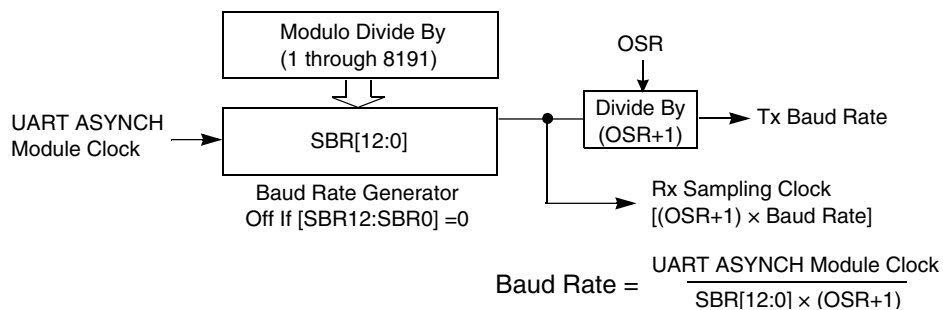 Modulo Divide By
(1 through 8191)
OSR
UART ASYNCH
Module Clock
SBR[12:0]
Divide By
(OSR+1)
Tx Baud Rate
Baud Rate Generator
Off If [SBR12:SBR0] =0
Rx Sampling Clock
[(OSR+1) × Baud Rate]
Baud Rate =
UART ASYNCH Module Clock
SBR[12:0] × (OSR+1)